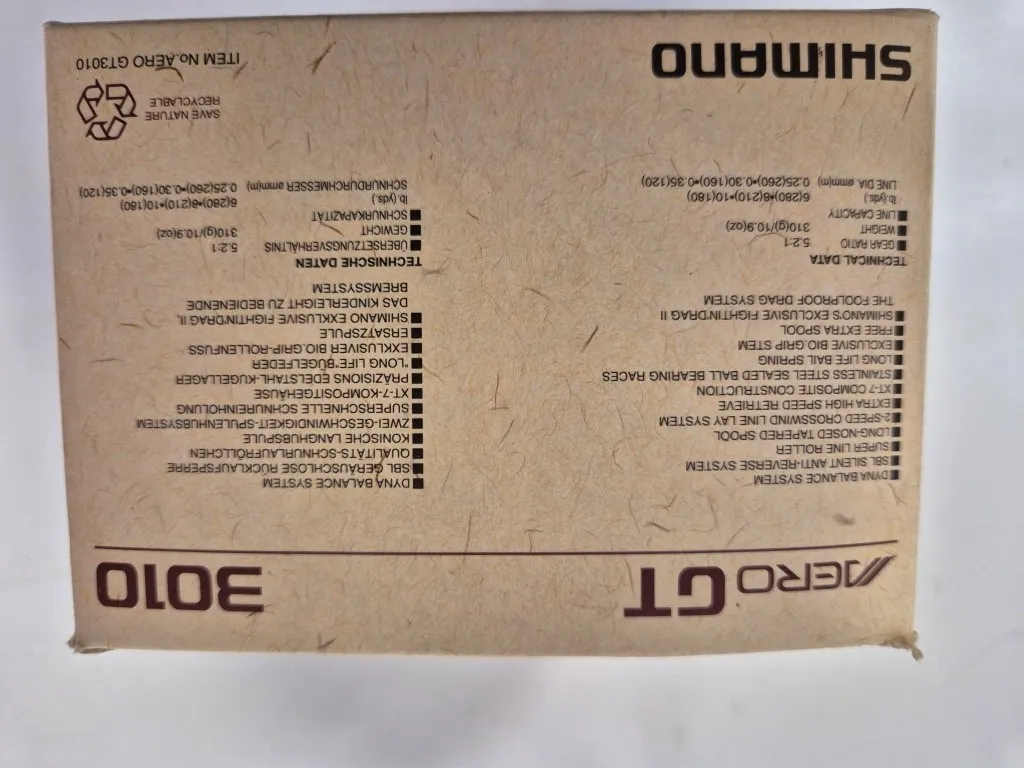 AERO GT 3010
DYNA BALANCE SYSTEM
SBL SILENT ANTI-REVERSE SYSTEM
SUPER LINE ROLLER
LONG-NOSED TAPERED SPOOL
2-SPEED CROSSWIND LINE LAY SYSTEM
EXTRA HIGH SPEED RETRIEVE
XT-7 COMPOSITE CONSTRUCTION
STAINLESS STEEL SEALED BALL BEARING RACES
LONG LIFE BAIL SPRING
EXCLUSIVE BIO.GRIP STEM
FREE EXTRA SPOOL
SHIMANO'S EXCLUSIVE FIGHTIN'DRAG II
THE FOOLPROOF DRAG SYSTEM
TECHNICAL DATA
GEAR RATIO 5.2:1
WEIGHT 310(g)/10.9(oz)
LINE CAPACITY
lb.(yds.) 6(280)•8(210)•10(180)
LINE DIA. ømm(m) 0.25(260)•0.30(160)•0.35(120)
DYNA BALANCE SYSTEM
SBL GERÄUSCHLOSE RÜCKLAUFSPERRE
QUALITÄTS-SCHNURLAUFRÖLLCHEN
KONISCHE LANGHUBSPULE
ZWEI-GESCHWINDIGKEIT-SPULENHUBSYSTEM
SUPERSCHNELLE SCHNUREINHOLUNG
XT-7-KOMPOSITGEHÄUSE
PRÄZISIONS EDELSTAHL-KUGELLAGER
"LONG LIFE"-BÜGELFEDER
EXKLUSIVER BIO.GRIP-ROLLENFUSS
ERSATZSPULE
SHIMANO EXKLUSIVE FIGHTIN'DRAG, II,
DAS KINDERLEIGHT ZU BEDIENENDE
BREMSSYSTEM
TECHNISCHE DATEN
ÜBERSETZUNGSVERHÄLTNIS 5.2:1
GEWICHT 310(g)/10.9(oz)
SCHNURKAPAZITÄT
lb.(yds.) 6(280)•8(210)•10(180)
SCHNURDURCHMESSER ømm(m) 0.25(260)•0.30(160)•0.35(120)
SAVE NATURE
RECYCLABLE
SHIMANO
ITEM No.AERO GT3010